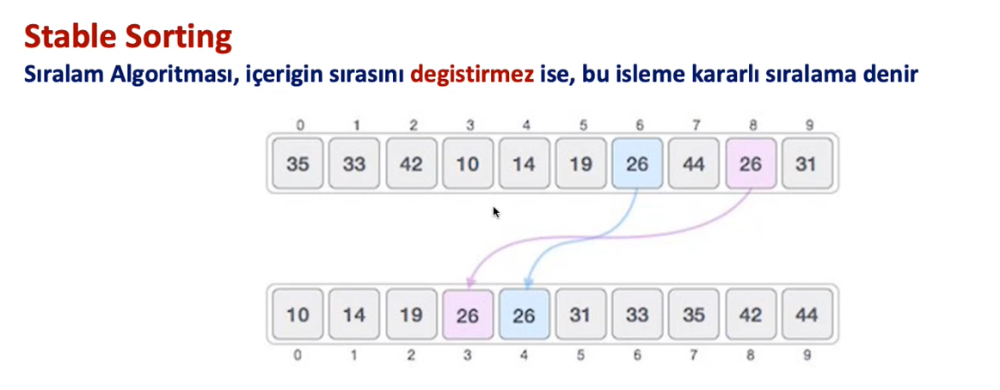 Stable Sorting
Sıralam Algoritması, içerigin sırasını degistirmez ise, bu isleme kararlı sıralama denir
0 1 2 3 4 5 6 7 8 9
35 33 42 10 14 19 26 44 26 31
10 14 19 26 26 31 33 35 42 44
0 1 2 3 4 5 6 7 8 9